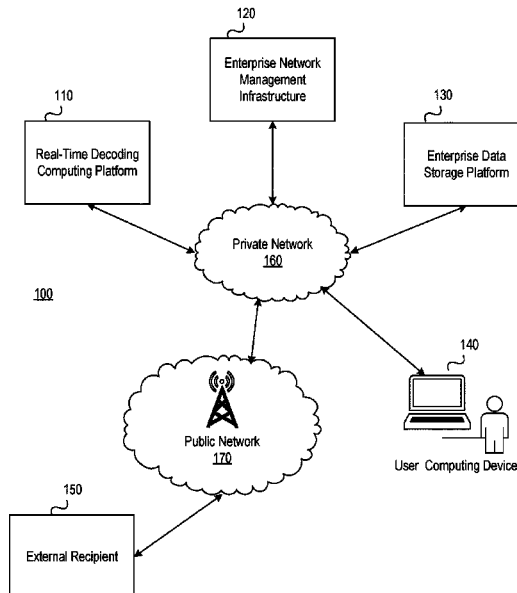 120
Enterprise Network
Management
Infrastructure
110
Real-Time Decoding
Computing Platform
130
Enterprise Data
Storage Platform
Private Network
160
100
140
User Computing Device
Public Network
170
150
External Recipient